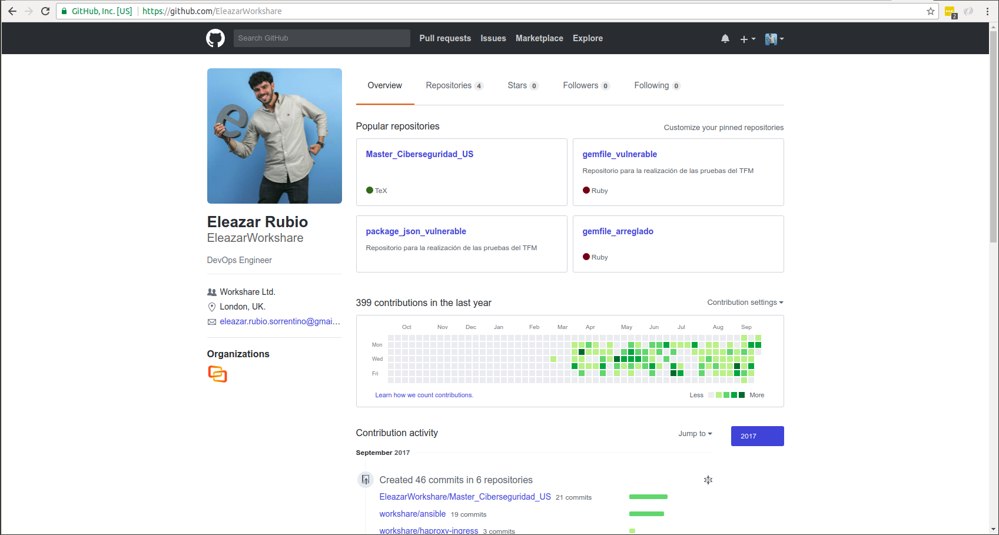 GitHub, Inc. [US] https://github.com/EleazarWorkshare
2
Search GitHub
Pull requests Issues Marketplace Explore
Overview Repositories 4 Stars 0 Followers 0 Following 0
Popular repositories
Customize your pinned repositories
Master_Ciberseguridad_US
TeX
gemfile_vulnerable
Repositorio para la realización de las pruebas del TFM
Ruby
package_json_vulnerable
Repositorio para la realización de las pruebas del TFM
gemfile_arreglado
Ruby
e
Eleazar Rubio
EleazarWorkshare
DevOps Engineer
Workshare Ltd.
London, UK.
eleazar.rubio.sorrentino@gmai...
Organizations
399 contributions in the last year
Contribution settings
Oct Nov Dec Jan Feb Mar Apr May Jun Jul Aug Sep
Mon
Wed
Fri
Learn how we count contributions.
Less More
Contribution activity
Jump to
2017
September 2017
Created 46 commits in 6 repositories
EleazarWorkshare/Master_Ciberseguridad_US 21 commits
workshare/ansible 19 commits
workshare/haproxy-ingress 3 commits